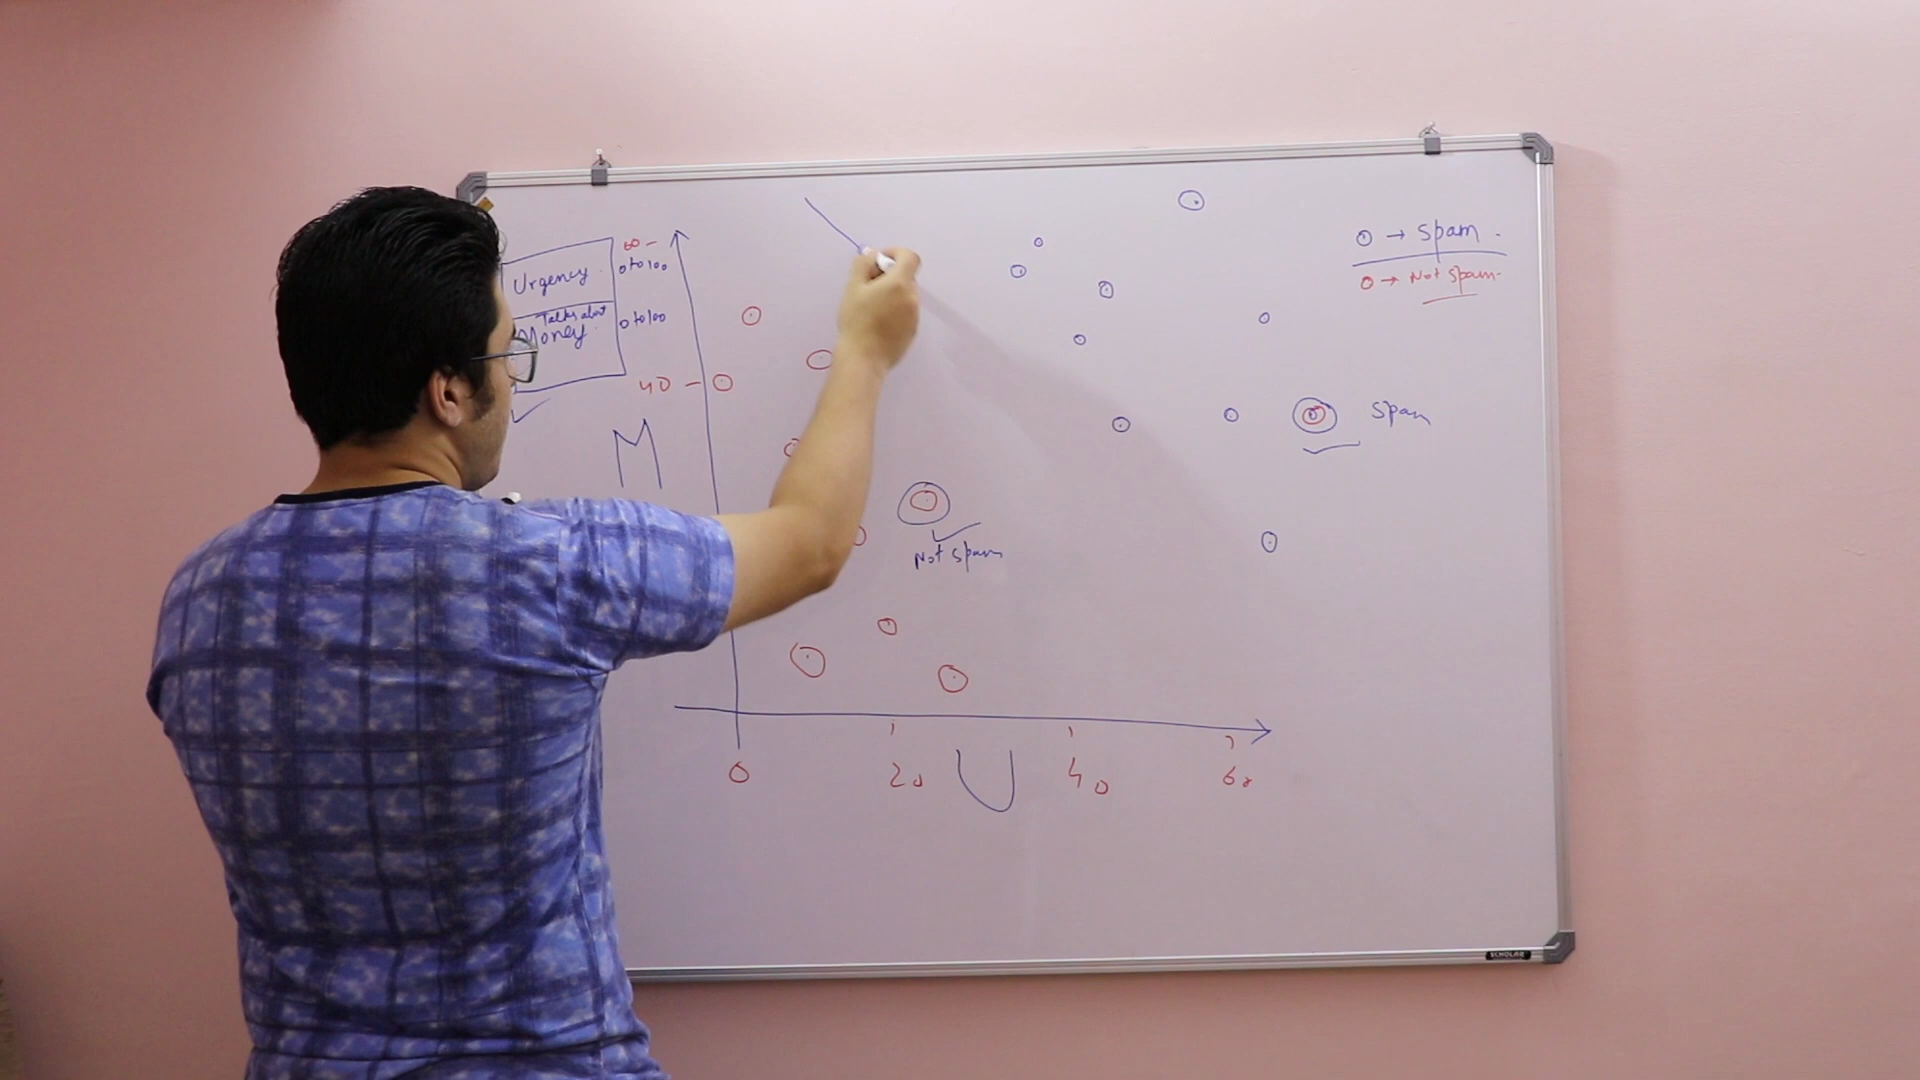 Urgency
Talks about
Money
60 -
0 to 100
0 to 100
40 -
M
o → Spam
o → Not Spam
Spam
Not Spam
0
20
U
40
60
SCHOLAR